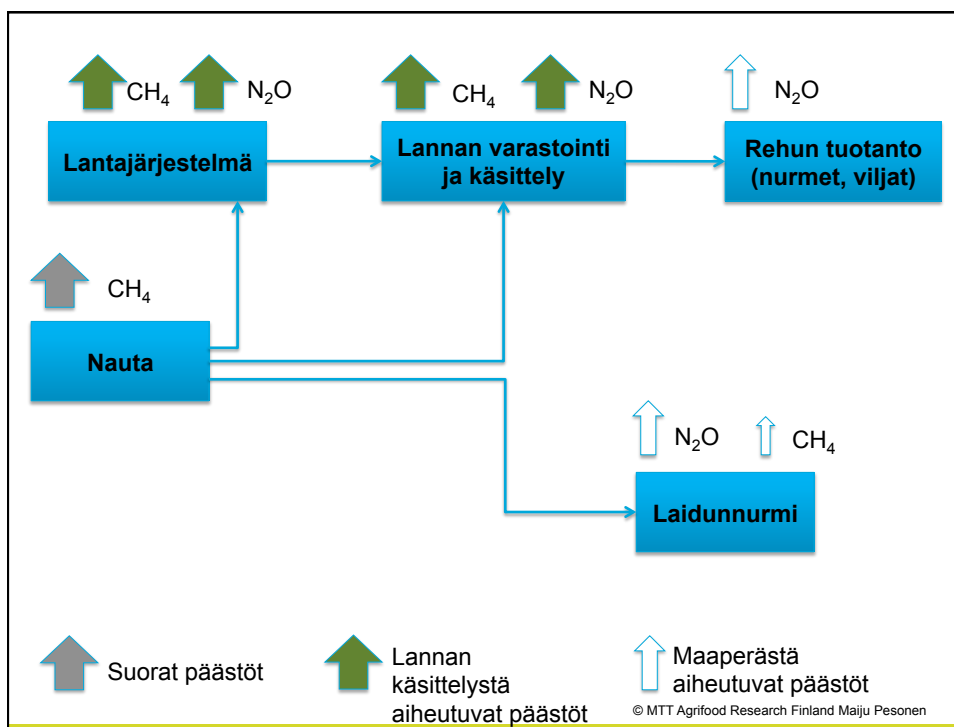 CH₄ N₂O
CH₄ N₂O
N₂O
Lantajärjestelmä
Lannan varastointi
ja käsittely
Rehun tuotanto
(nurmet, viljat)
CH₄
Nauta
N₂O CH₄
Laidunnurmi
Suorat päästöt
Lannan
käsittelystä
aiheutuvat päästöt
Maaperästä
aiheutuvat päästöt
© MTT Agrifood Research Finland Maiju Pesonen